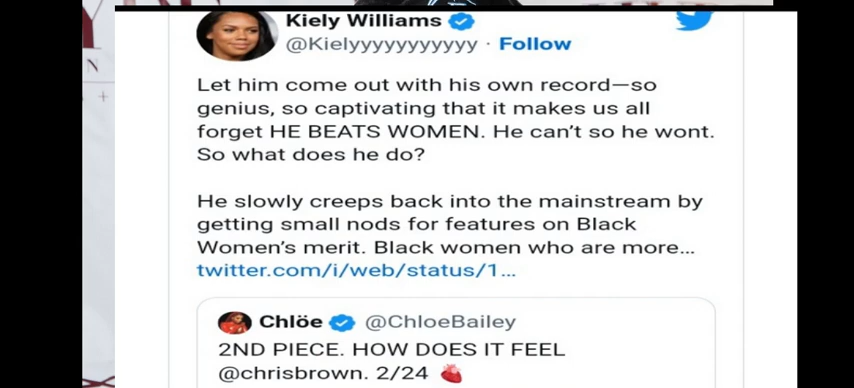 Kiely Williams
@Kielyyyyyyyyyyy · Follow
Let him come out with his own record—so
genius, so captivating that it makes us all
forget HE BEATS WOMEN. He can't so he wont.
So what does he do?
He slowly creeps back into the mainstream by
getting small nods for features on Black
Women's merit. Black women who are more...
twitter.com/i/web/status/1...
Chlöe @ChloeBailey
2ND PIECE. HOW DOES IT FEEL
@chrisbrown. 2/24 🫀